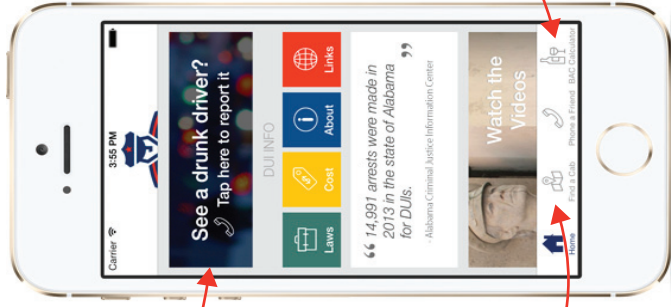 Carrier 3:55 PM
See a drunk driver?
Tap here to report it
DUI INFO
Laws Cost About Links
“ 14,991 arrests were made in
2013 in the state of Alabama
for DUIs. ”
- Alabama Criminal Justice Information Center
Watch the
Videos
Home Find a Cab Phone a Friend BAC Calculator